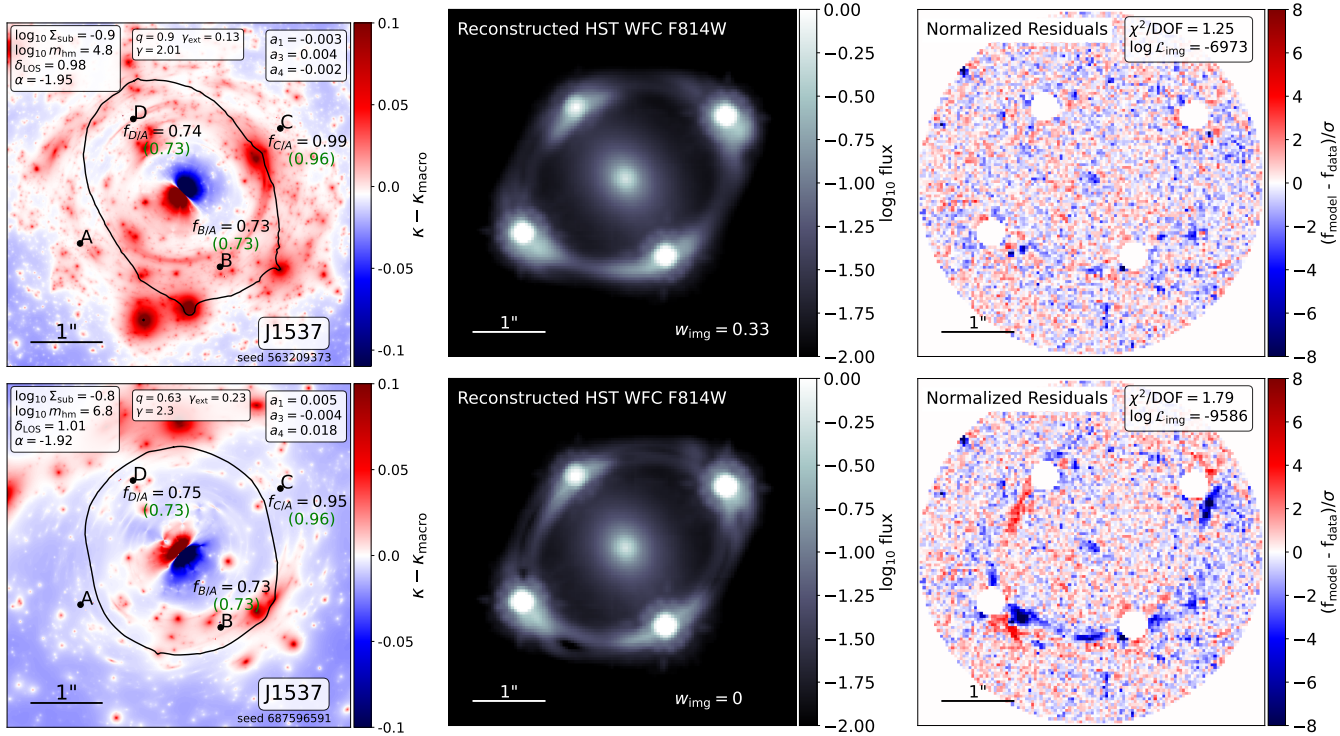 log₁₀ Σsub = -0.9
log₁₀ mhm = 4.8
δLOS = 0.98
α = -1.95
q = 0.9 γext = 0.13
γ = 2.01
a₁ = -0.003
a₃ = 0.004
a₄ = -0.002
D
fD/A = 0.74
(0.73)
C
fC/A = 0.99
(0.96)
A
fB/A = 0.73
(0.73)
B
1"
J1537
seed 563209373
0.10
0.05
0.0
-0.05
-0.1
κ − κmacro
Reconstructed HST WFC F814W
1"
wimg = 0.33
0.00
−0.25
−0.50
−0.75
−1.00
−1.25
−1.50
−1.75
−2.00
log₁₀ flux
Normalized Residuals
χ²/DOF = 1.25
log ℒimg = -6973
1"
8
6
4
2
0
−2
−4
−6
−8
(fmodel - fdata)/σ
log₁₀ Σsub = -0.8
log₁₀ mhm = 6.8
δLOS = 1.01
α = -1.92
q = 0.63 γext = 0.23
γ = 2.3
a₁ = 0.005
a₃ = -0.004
a₄ = 0.018
D
fD/A = 0.75
(0.73)
C
fC/A = 0.95
(0.96)
A
fB/A = 0.73
(0.73)
B
1"
J1537
seed 687596591
0.1
0.05
0.0
-0.05
-0.1
κ − κmacro
Reconstructed HST WFC F814W
1"
wimg = 0
0.00
−0.25
−0.50
−0.75
−1.00
−1.25
−1.50
−1.75
−2.00
log₁₀ flux
Normalized Residuals
χ²/DOF = 1.79
log ℒimg = -9586
1"
8
6
4
2
0
−2
−4
−6
−8
(fmodel - fdata)/σ